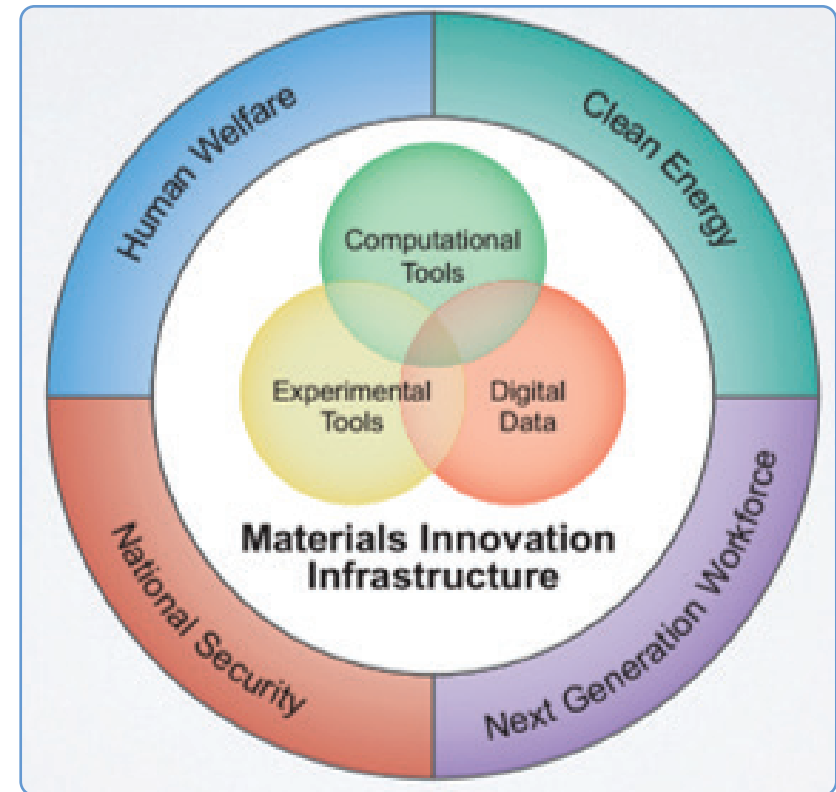 Human Welfare
Clean Energy
Computational
Tools
Experimental
Tools
Digital
Data
Materials Innovation
Infrastructure
National Security
Next Generation Workforce